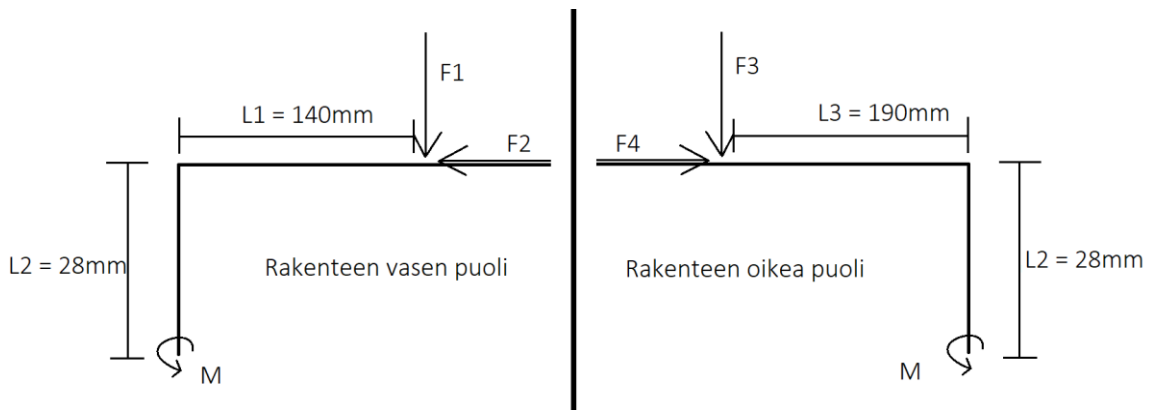 F1
L1 = 140mm
F2
L2 = 28mm
Rakenteen vasen puoli
M
F3
L3 = 190mm
F4
Rakenteen oikea puoli
L2 = 28mm
M